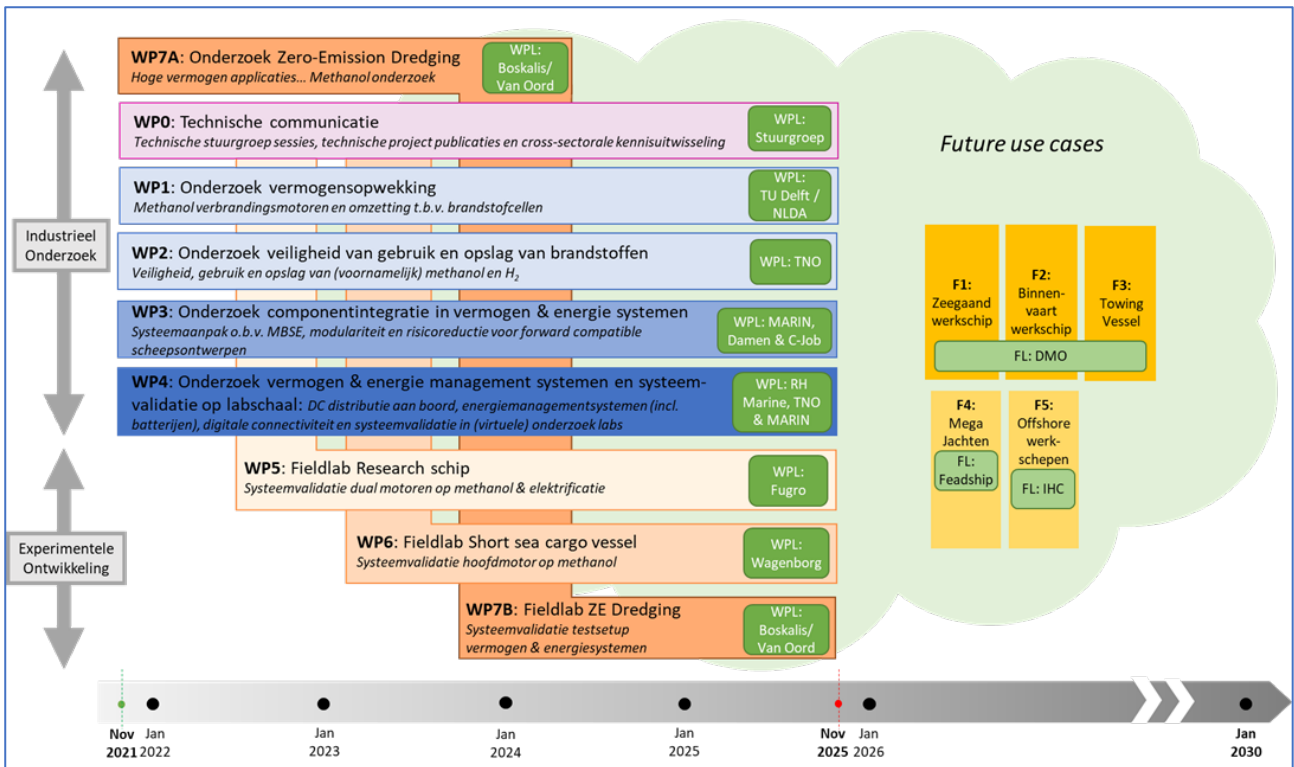 WP7A: Onderzoek Zero-Emission Dredging
Hoge vermogen applicaties... Methanol onderzoek
WPL:
Boskalis/
Van Oord
WP0: Technische communicatie
Technische stuurgroep sessies, technische project publicaties en cross-sectorale kennisuitwisseling
WPL:
Stuurgroep
Future use cases
WP1: Onderzoek vermogensopwekking
Methanol verbrandingsmotoren en omzetting t.b.v. brandstofcellen
WPL:
TU Delft /
NLDA
Industrieel
Onderzoek
WP2: Onderzoek veiligheid van gebruik en opslag van brandstoffen
Veiligheid, gebruik en opslag van (voornamelijk) methanol en H2
WPL: TNO
WP3: Onderzoek componentintegratie in vermogen & energie systemen
Systeemaanpak o.b.v. MBSE, modulariteit en risicoreductie voor forward compatible
scheepsontwerpen
WPL: MARIN,
Damen & C-Job
WP4: Onderzoek vermogen & energie management systemen en systeem-
validatie op labschaal: DC distributie aan boord, energiemanagementsystemen (incl.
batterijen), digitale connectiviteit en systeemvalidatie in (virtuele) onderzoek labs
WPL: RH
Marine, TNO
& MARIN
F1:
Zeegaand
werkschip
F2:
Binnen-
vaart
werkschip
F3:
Towing
Vessel
FL: DMO
F4:
Mega
Jachten
FL:
Feadship
F5:
Offshore
werk-
schepen
FL: IHC
WP5: Fieldlab Research schip
Systeemvalidatie dual motoren op methanol & elektrificatie
WPL:
Fugro
Experimentele
Ontwikkeling
WP6: Fieldlab Short sea cargo vessel
Systeemvalidatie hoofdmotor op methanol
WPL:
Wagenborg
WP7B: Fieldlab ZE Dredging
Systeemvalidatie testsetup
vermogen & energiesystemen
WPL:
Boskalis/
Van Oord
Nov
2021
Jan
2022
Jan
2023
Jan
2024
Jan
2025
Nov
2025
Jan
2026
Jan
2030